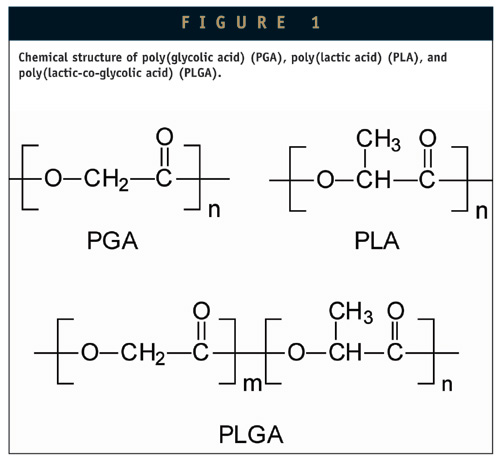 FIGURE 1
Chemical structure of poly(glycolic acid) (PGA), poly(lactic acid) (PLA), and
poly(lactic-co-glycolic acid) (PLGA).
CH3 O
O O
O CH2 C n O CH C n
PGA PLA
O CH3 O
O CH2 C m O CH C n
PLGA